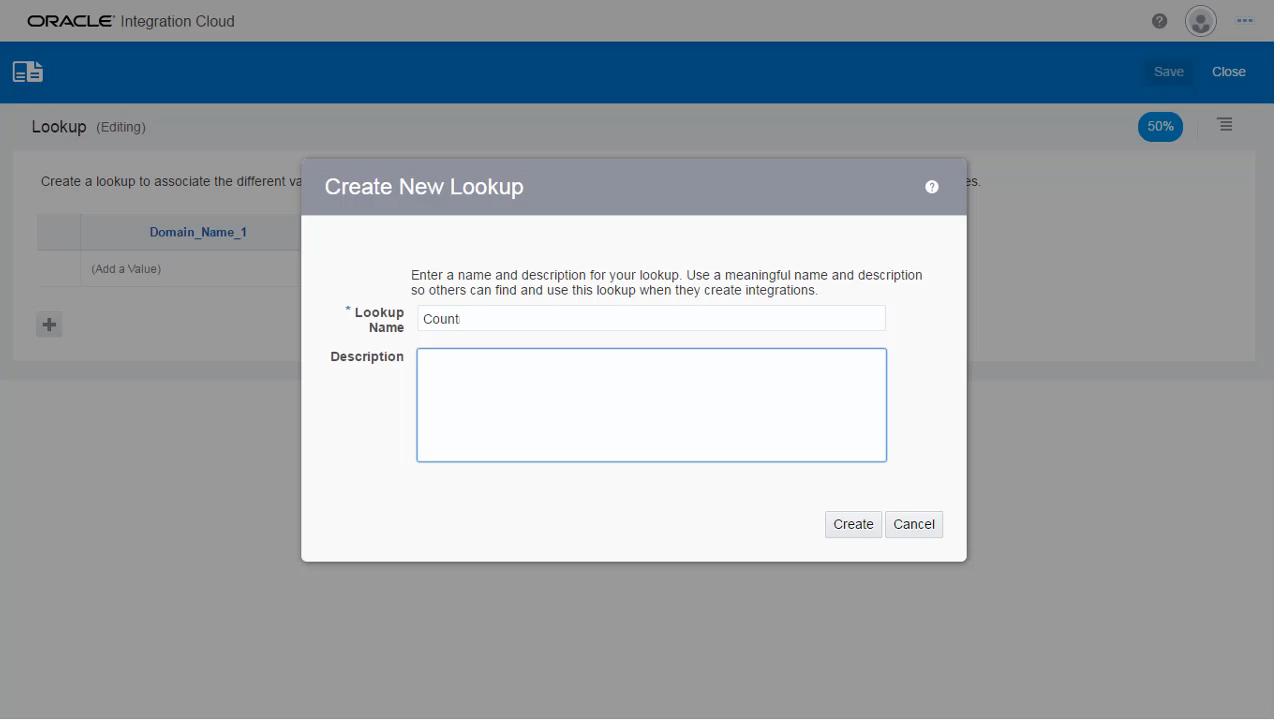 ORACLE® Integration Cloud
Save Close
Lookup (Editing)
50%
Create a lookup to associate the different va
es.
Domain_Name_1
(Add a Value)
Create New Lookup
Enter a name and description for your lookup. Use a meaningful name and description
so others can find and use this lookup when they create integrations.
* Lookup
Name
Count
Description
Create Cancel